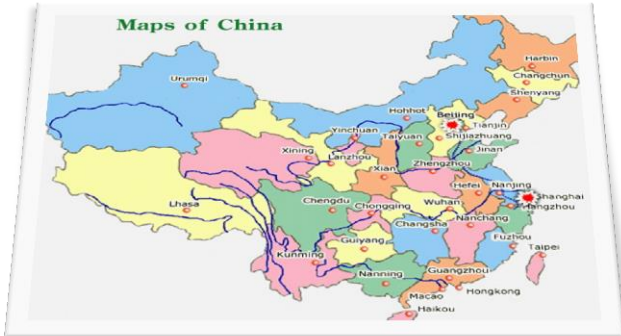 Maps of China
Harbin
Urumqi
Changchun
Shenyang
Hohhot
Beijing
Tianjin
Yinchuan
Taiyuan
Shijiazhuang
Xining
Jinan
Lanzhou
Zhengzhou
Xian
Hefei
Nanjing
Shanghai
Lhasa
Chengdu
Chongqing
Wuhan
Hangzhou
Nanchang
Changsha
Guiyang
Fuzhou
Taipei
Kunming
Nanning
Guangzhou
Macao
Hongkong
Haikou